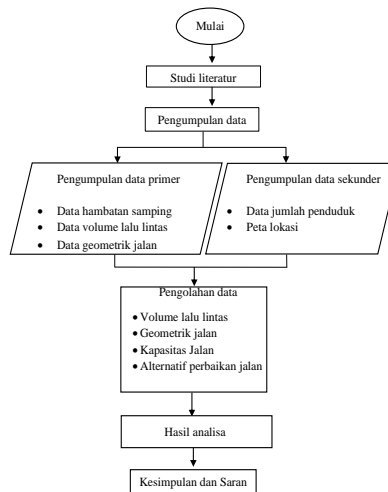 Mulai
Studi literatur
Pengumpulan data
Pengumpulan data primer
• Data hambatan samping
• Data volume lalu lintas
• Data geometrik jalan
Pengumpulan data sekunder
• Data jumlah penduduk
• Peta lokasi
Pengolahan data
• Volume lalu lintas
• Geometrik jalan
• Kapasitas Jalan
• Alternatif perbaikan jalan
Hasil analisa
Kesimpulan dan Saran